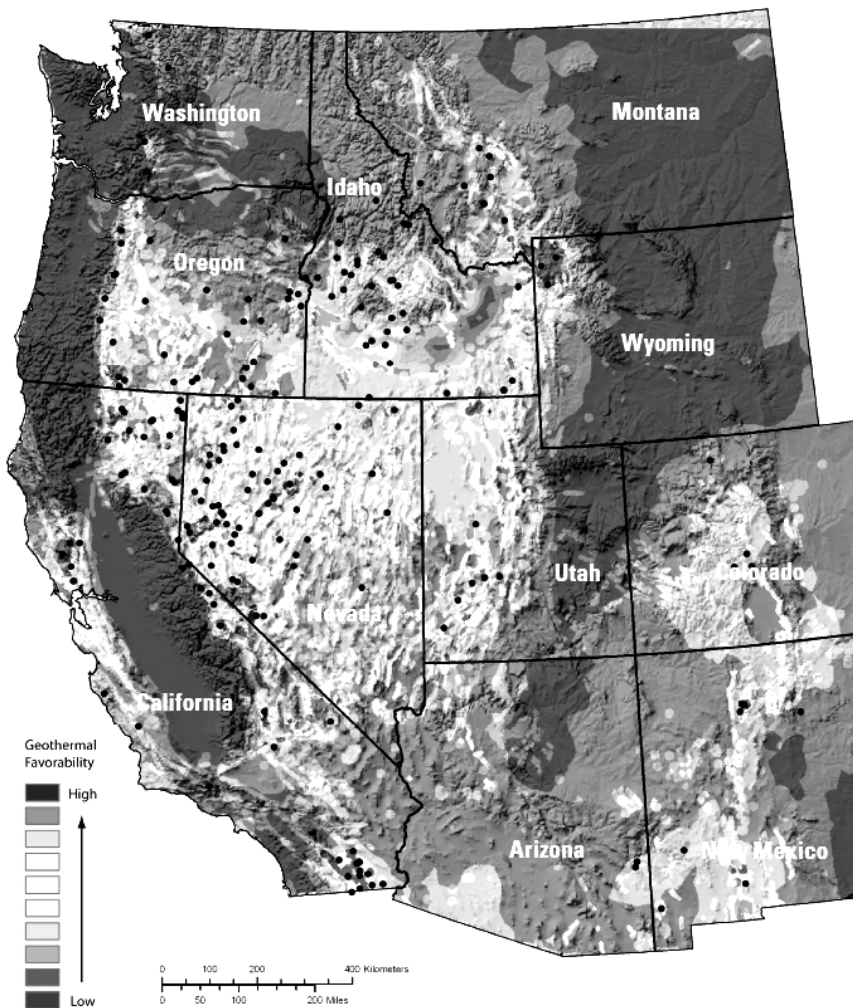 Washington
Montana
Idaho
Oregon
Wyoming
Utah
Colorado
Nevada
California
Arizona
New Mexico
Geothermal
Favorability
High
Low
0 100 200 400 Kilometers
0 50 100 200 Miles